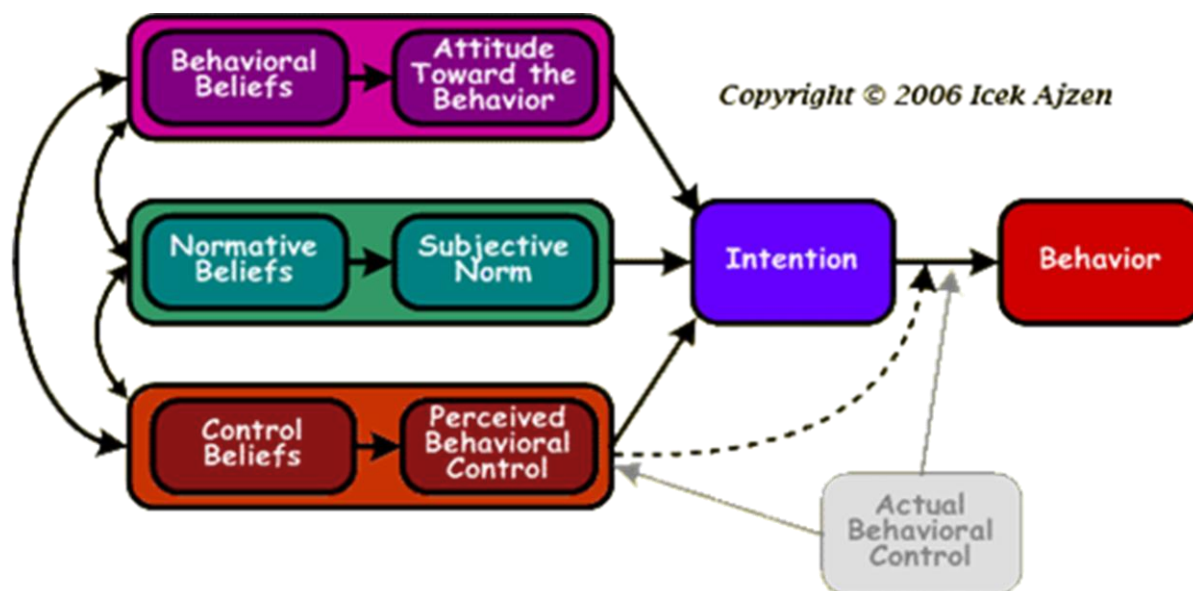 Behavioral
Beliefs
Attitude
Toward the
Behavior
Copyright © 2006 Icek Ajzen
Normative
Beliefs
Subjective
Norm
Intention
Behavior
Control
Beliefs
Perceived
Behavioral
Control
Actual
Behavioral
Control